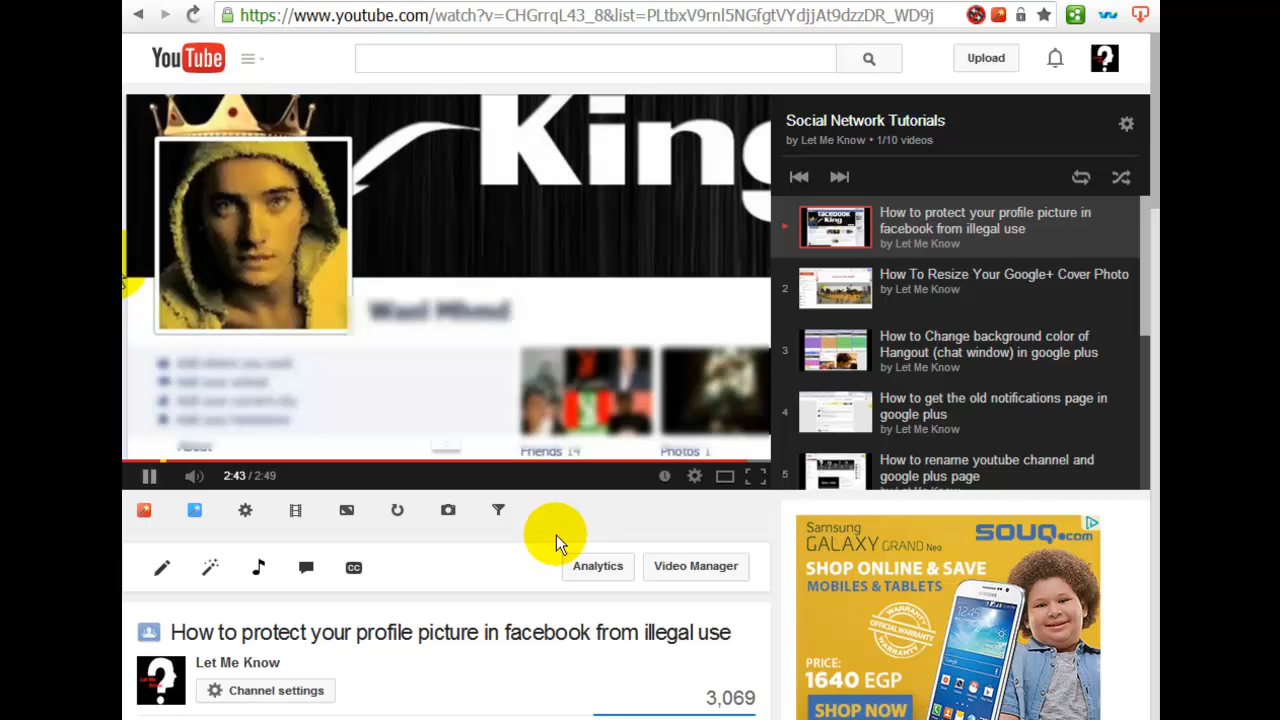 https://www.youtube.com/watch?v=CHGrrqL43_8&list=PLtbxV9rnl5NGfgtVYdjjAt9dzzDR_WD9j
YouTube
Upload
King
Friends 14
Photos 1
About
2:43 / 2:49
Social Network Tutorials
by Let Me Know • 1/10 videos
How to protect your profile picture in
facebook from illegal use
by Let Me Know
2
How To Resize Your Google+ Cover Photo
by Let Me Know
3
How to Change background color of
Hangout (chat window) in google plus
by Let Me Know
4
How to get the old notifications page in
google plus
by Let Me Know
5
How to rename youtube channel and
google plus page
Analytics
Video Manager
How to protect your profile picture in facebook from illegal use
Let Me Know
Channel settings
3,069
Samsung
GALAXY GRAND Neo
SOUQ.com
SHOP ONLINE & SAVE
MOBILES & TABLETS
WARRANTY
OFFICIAL WARRANTY
WARRANTY
PRICE:
1640 EGP
SHOP NOW